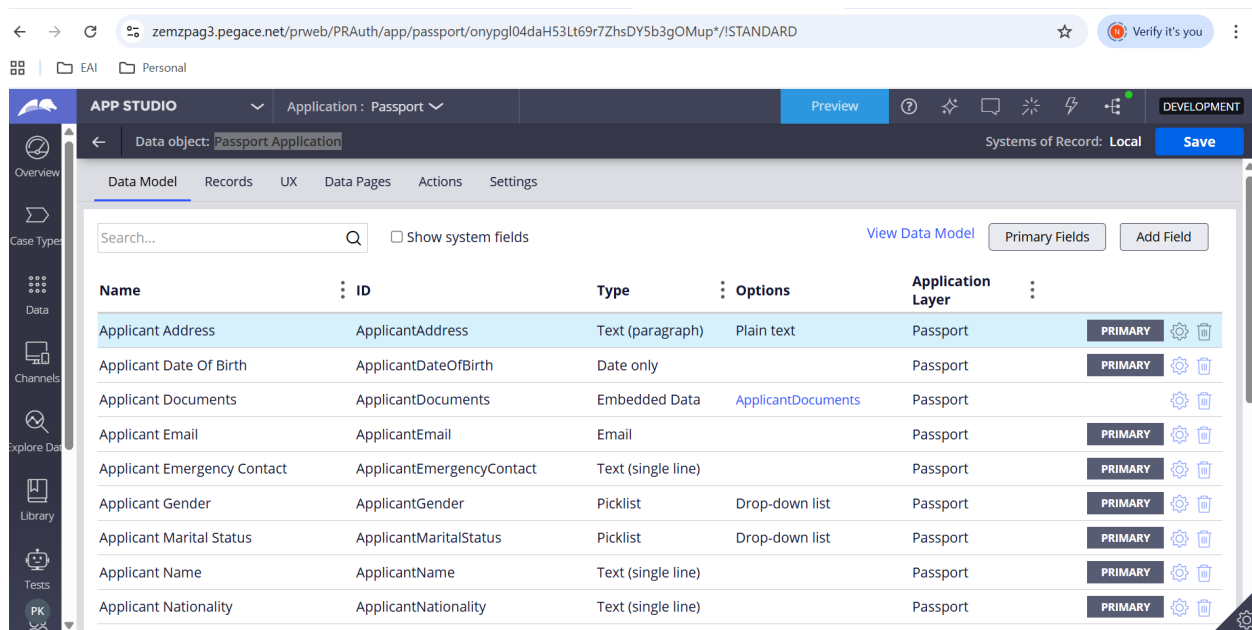 zemzpag3.pegace.net/prweb/PRAuth/app/passport/onypgl04daH53Lt69r7ZhsDY5b3gOMup*/!STANDARD
N Verify it's you
EAI Personal
APP STUDIO Application : Passport Preview DEVELOPMENT
Data object: Passport Application Systems of Record: Local Save
Overview
Case Types
Data
Channels
Explore Dat
Library
Tests
PK
Data Model Records UX Data Pages Actions Settings
Search... Show system fields View Data Model Primary Fields Add Field
Name ID Type Options Application Layer
Applicant Address ApplicantAddress Text (paragraph) Plain text Passport PRIMARY
Applicant Date Of Birth ApplicantDateOfBirth Date only Passport PRIMARY
Applicant Documents ApplicantDocuments Embedded Data ApplicantDocuments Passport
Applicant Email ApplicantEmail Email Passport PRIMARY
Applicant Emergency Contact ApplicantEmergencyContact Text (single line) Passport PRIMARY
Applicant Gender ApplicantGender Picklist Drop-down list Passport PRIMARY
Applicant Marital Status ApplicantMaritalStatus Picklist Drop-down list Passport PRIMARY
Applicant Name ApplicantName Text (single line) Passport PRIMARY
Applicant Nationality ApplicantNationality Text (single line) Passport PRIMARY